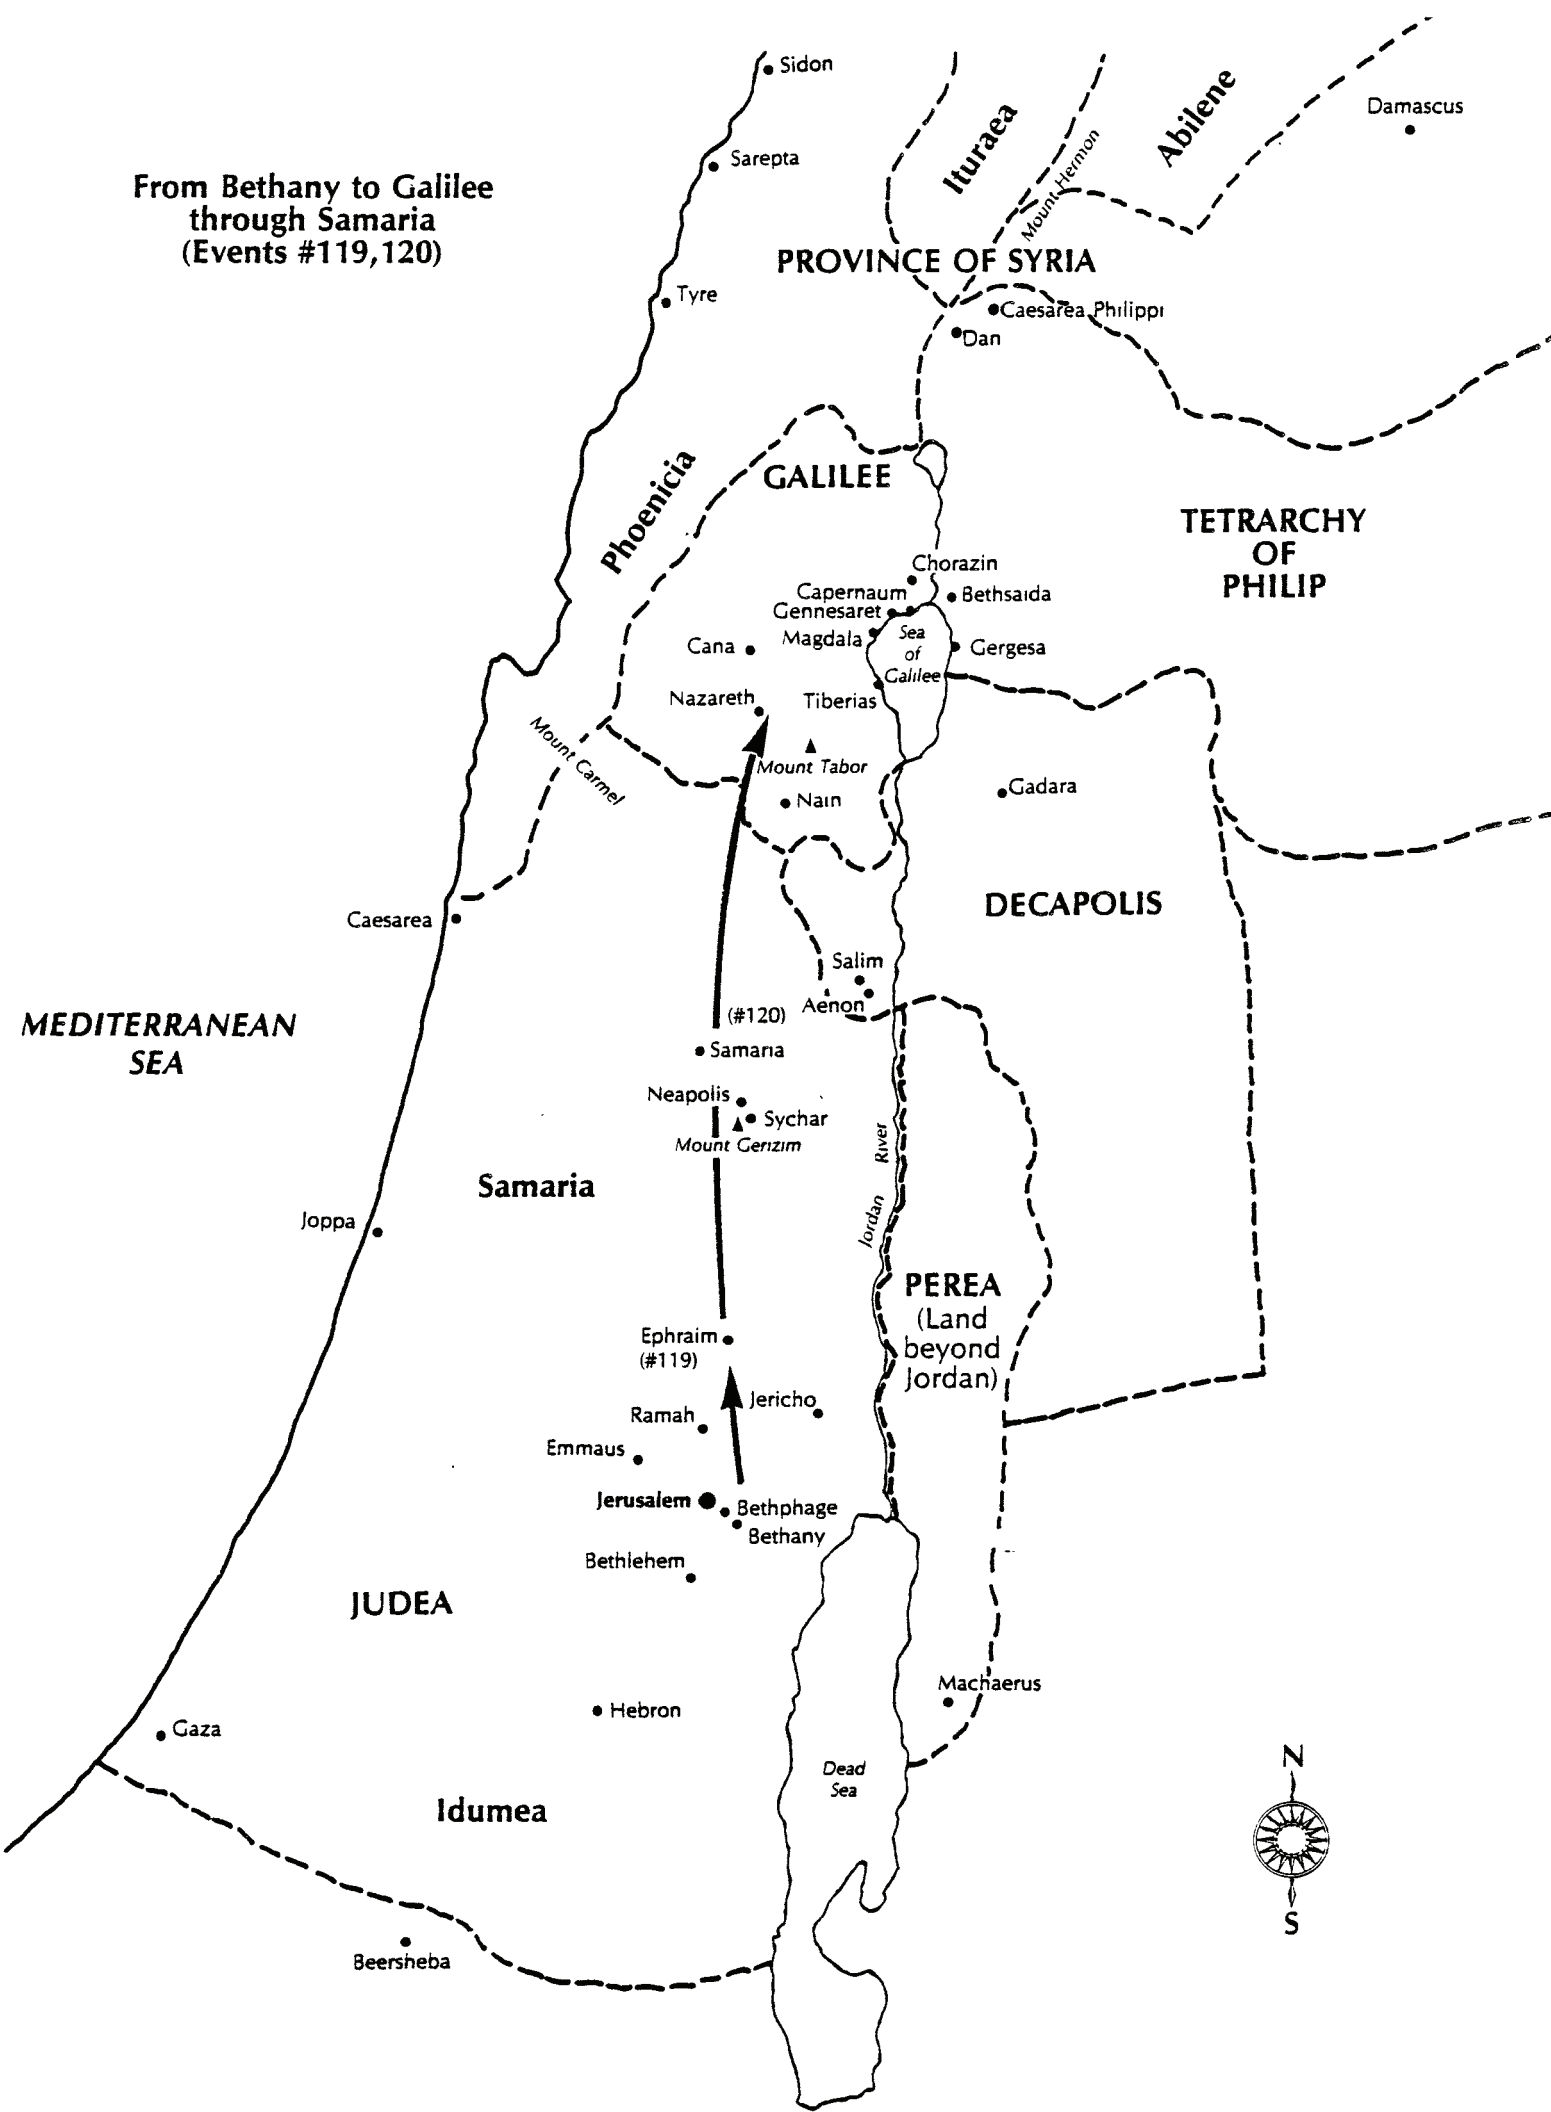 Sidon
Ituraea
Abilene
Damascus
Mount Hermon
Sarepta
From Bethany to Galilee
through Samaria
(Events #119,120)
PROVINCE OF SYRIA
Tyre
Caesarea Philippi
Dan
Phoenicia
GALILEE
TETRARCHY
OF
PHILIP
Chorazin
Capernaum
Bethsaida
Gennesaret
Magdala
Sea
of
Galilee
Cana
Gergesa
Nazareth
Tiberias
Mount Carmel
Mount Tabor
Nain
Gadara
Caesarea
DECAPOLIS
Salim
Aenon
MEDITERRANEAN
SEA
(#120)
Samaria
Neapolis
Sychar
Mount Gerizim
Jordan River
Samaria
Joppa
PEREA
(Land
beyond
Jordan)
Ephraim
(#119)
Jericho
Ramah
Emmaus
Jerusalem
Bethphage
Bethany
Bethlehem
JUDEA
Machaerus
Hebron
Gaza
Dead
Sea
Idumea
N
S
Beersheba